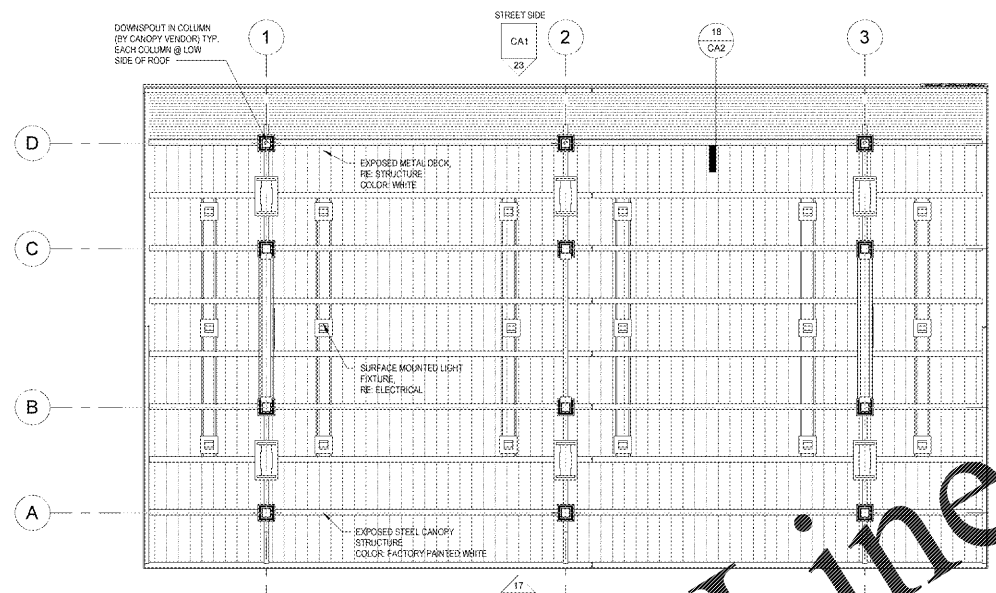 DOWNSPOUT IN COLUMN
(BY CANOPY VENDOR) TYP.
EACH COLUMN @ LOW
SIDE OF ROOF
STREET SIDE
CA1
23
1
2
3
18
CA2
D
EXPOSED METAL DECK,
RE: STRUCTURE
COLOR: WHITE
C
SURFACE MOUNTED LIGHT
FIXTURE,
RE: ELECTRICAL
B
A
EXPOSED STEEL CANOPY
STRUCTURE
COLOR: FACTORY PAINTED WHITE
17
Line